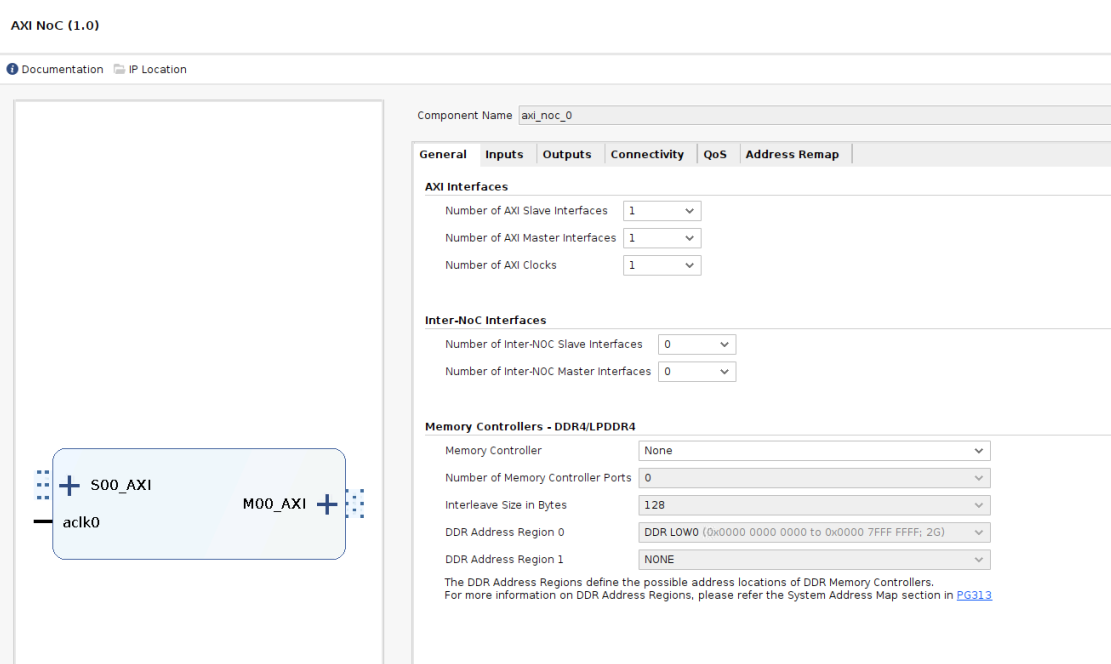 AXI NoC (1.0)
Documentation IP Location
Component Name axi_noc_0
General Inputs Outputs Connectivity QoS Address Remap
AXI Interfaces
Number of AXI Slave Interfaces 1
Number of AXI Master Interfaces 1
Number of AXI Clocks 1
Inter-NoC Interfaces
Number of Inter-NOC Slave Interfaces 0
Number of Inter-NOC Master Interfaces 0
Memory Controllers - DDR4/LPDDR4
Memory Controller None
Number of Memory Controller Ports 0
Interleave Size in Bytes 128
DDR Address Region 0 DDR LOW0 (0x0000 0000 0000 to 0x0000 7FFF FFFF; 2G)
DDR Address Region 1 NONE
The DDR Address Regions define the possible address locations of DDR Memory Controllers.
For more information on DDR Address Regions, please refer the System Address Map section in PG313
S00_AXI
M00_AXI
aclk0